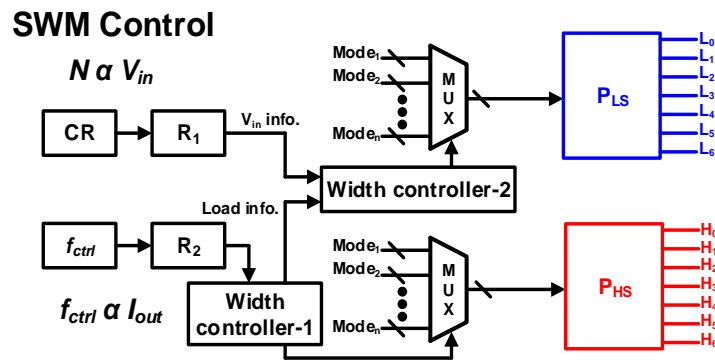 SWM Control
N α Vin
CR
R1
Vin info.
Mode1
Mode2
Moden
MUX
PLS
L0
L1
L2
L3
L4
L5
L6
Width controller-2
Load info.
fctrl
R2
fctrl α Iout
Width
controller-1
Mode1
Mode2
Moden
MUX
PHS
H0
H1
H2
H3
H4
H5
H6